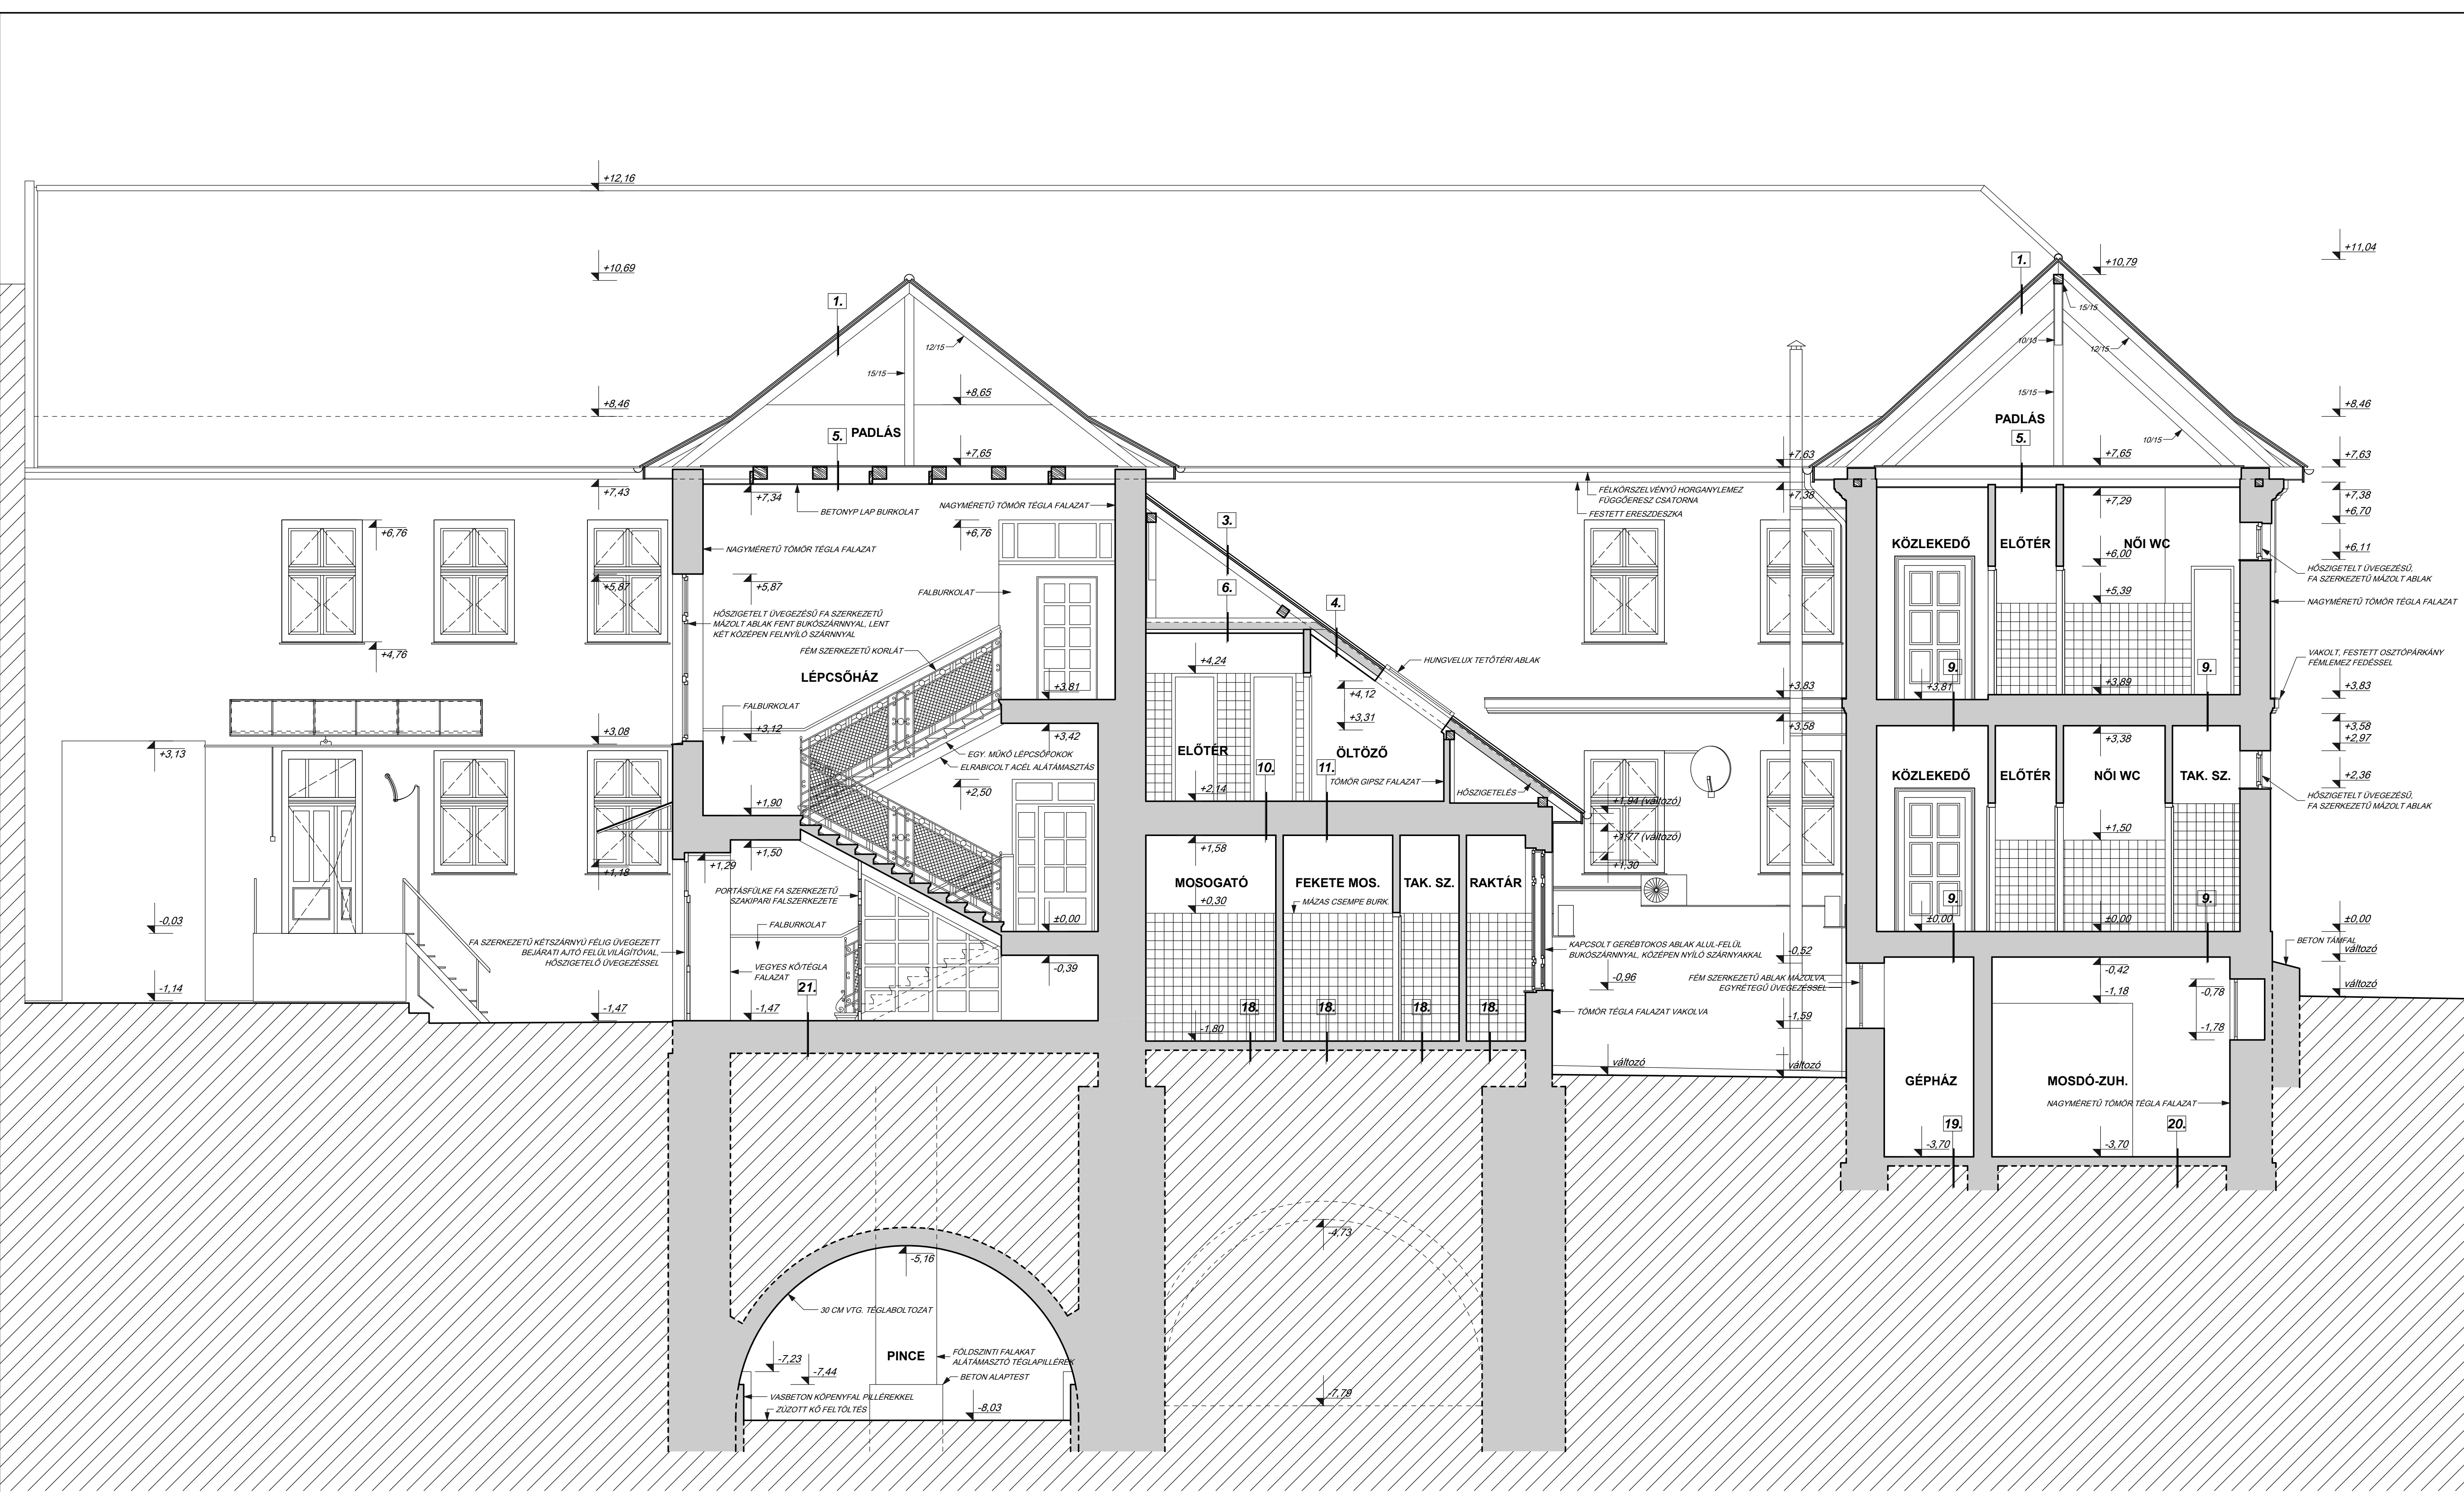 +12,16
+11,04
+10,69
1.
+10,79
1.
15/15
12/15
10/13
12/15
15/15
+8,65
15/15
+8,46
+8,46
PADLÁS
5.
PADLÁS
5.
10/15
+7,65
+7,63
+7,65
+7,63
+7,43
+7,34
BETONYP LAP BURKOLAT
NAGYMÉRETŰ TÖMÖR TÉGLA FALAZAT
FÉLKÖRSZELVÉNYŰ HORGANYLEMEZ
FÜGGŐERESZ CSATORNA
FESTETT ERESZDESZKA
+7,38
+7,29
+7,38
+6,70
+6,76
+6,76
NAGYMÉRETŰ TÖMÖR TÉGLA FALAZAT
3.
KÖZLEKEDŐ
ELŐTÉR
NŐI WC
+6,00
+6,11
HŐSZIGETELT ÜVEGEZÉSŰ,
FA SZERKEZETŰ MÁZOLT ABLAK
+5,87
+5,87
FALBURKOLAT
6.
4.
+5,39
NAGYMÉRETŰ TÖMÖR TÉGLA FALAZAT
HŐSZIGETELT ÜVEGEZÉSŰ FA SZERKEZETŰ
MÁZOLT ABLAK FENT BUKÓSZÁRNNYAL, LENT
KÉT KÖZÉPEN FELNYÍLÓ SZÁRNNYAL
FÉM SZERKEZETŰ KORLÁT
+4,76
LÉPCSŐHÁZ
+4,24
HUNGVELUX TETŐTÉRI ABLAK
VAKOLT, FESTETT OSZTÓPÁRKÁNY
FÉMLEMEZ FEDÉSSEL
9.
9.
+3,81
+4,12
+3,83
+3,81
+3,89
+3,83
FALBURKOLAT
+3,31
+3,58
+3,58
+3,13
+3,08
+3,12
+3,42
+3,38
+2,97
EGY. MŰKŐ LÉPCSŐFOKOK
ELRABICOLT ACÉL ALÁTÁMASZTÁS
ELŐTÉR
ÖLTÖZŐ
10.
11.
TÖMÖR GIPSZ FALAZAT
HŐSZIGETELÉS
KÖZLEKEDŐ
ELŐTÉR
NŐI WC
TAK. SZ.
+2,36
HŐSZIGETELT ÜVEGEZÉSŰ,
FA SZERKEZETŰ MÁZOLT ABLAK
+2,50
+2,14
+1,90
+1,94 (változó)
+1,77 (változó)
+1,50
+1,50
+1,58
+1,30
+1,29
+1,18
PORTÁSFÜLKE FA SZERKEZETŰ
SZAKIPARI FALSZERKEZETE
MOSOGATÓ
FEKETE MOS.
TAK. SZ.
RAKTÁR
+0,30
MÁZAS CSEMPE BURK.
9.
9.
-0,03
FALBURKOLAT
±0,00
±0,00
±0,00
±0,00
FA SZERKEZETŰ KÉTSZÁRNYÚ FÉLIG ÜVEGEZETT
BEJÁRATI AJTÓ FELÜLVILÁGÍTÓVAL,
HŐSZIGETELŐ ÜVEGEZÉSSEL
KAPCSOLT GERÉBTOKOS ABLAK ALUL-FELÜL
BUKÓSZÁRNNYAL, KÖZÉPEN NYÍLÓ SZÁRNYAKKAL
BETON TÁMFAL
változó
-0,52
VEGYES KŐ/TÉGLA
FALAZAT
-0,39
-0,42
-0,96
FÉM SZERKEZETŰ ABLAK MÁZOLVA,
EGYRÉTEGŰ ÜVEGEZÉSSEL
-1,14
21.
-1,18
-0,78
változó
-1,47
-1,47
18.
18.
18.
18.
TÖMÖR TÉGLA FALAZAT VAKOLVA
-1,59
-1,80
-1,78
változó
változó
GÉPHÁZ
MOSDÓ-ZUH.
NAGYMÉRETŰ TÖMÖR TÉGLA FALAZAT
19.
20.
-3,70
-3,70
-4,73
-5,16
30 CM VTG. TÉGLABOLTOZAT
PINCE
FÖLDSZINTI FALAKAT
ALÁTÁMASZTÓ TÉGLAPILLÉREK
-7,23
-7,44
BETON ALAPTEST
-7,79
VASBETON KÖPENYFAL PILLÉREKKEL
ZÚZOTT KŐ FELTÖLTÉS
-8,03